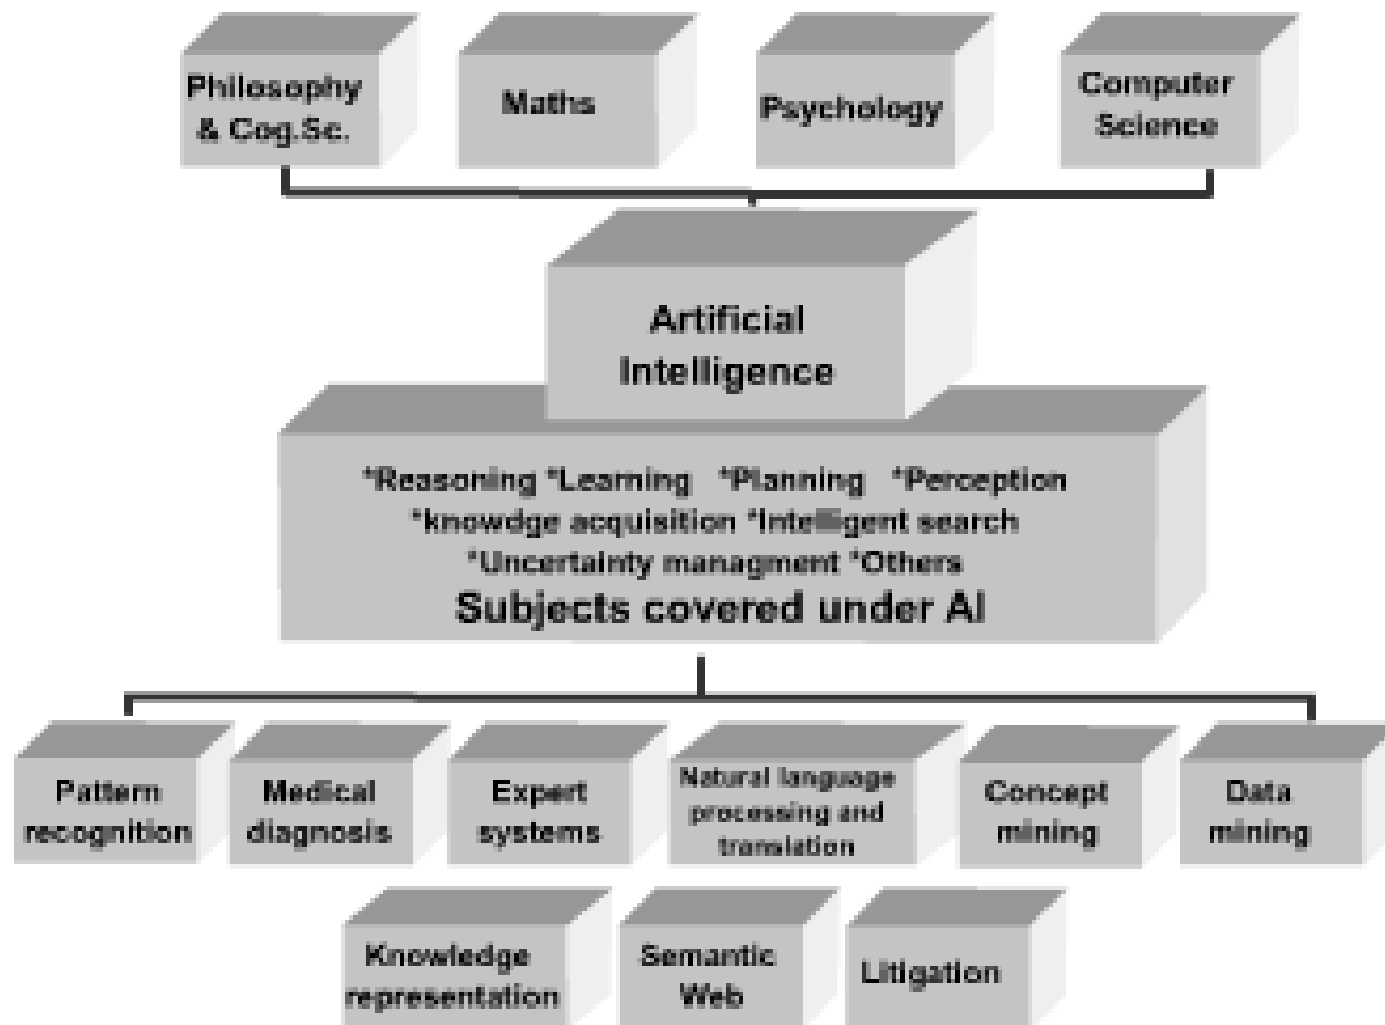 Philosophy
& Cog.Sc.
Maths
Psychology
Computer
Science
Artificial
Intelligence
*Reasoning *Learning *Planning *Perception
*knowdge acquisition *Intelligent search
*Uncertainty managment *Others
Subjects covered under AI
Pattern
recognition
Medical
diagnosis
Expert
systems
Natural language
processing and
translation
Concept
mining
Data
mining
Knowledge
representation
Semantic
Web
Litigation